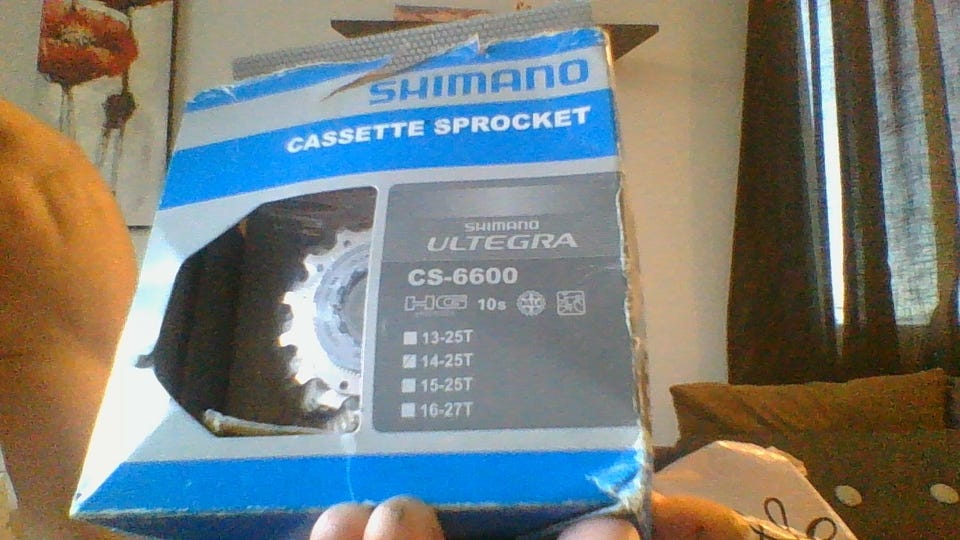 SHIMANO
CASSETTE SPROCKET
SHIMANO
ULTEGRA
CS-6600
HG 10s
13-25T
14-25T
15-25T
16-27T